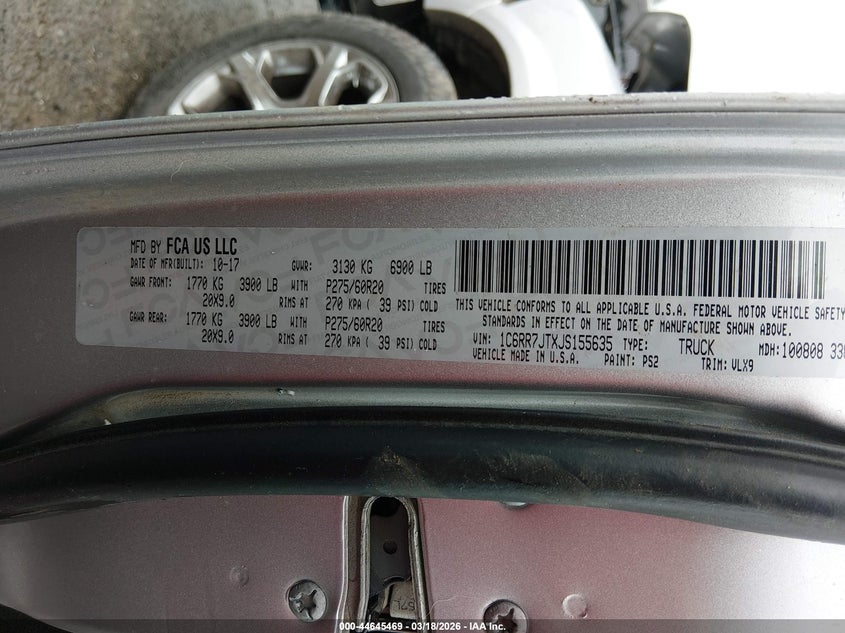 MFD BY FCA US LLC
DATE OF MFR(BUILT): 10-17 GVWR: 3130 KG 6900 LB
GAWR FRONT: 1770 KG 3900 LB WITH P275/60R20 TIRES
20X9.0 RIMS AT 270 KPA ( 39 PSI) COLD
GAWR REAR: 1770 KG 3900 LB WITH P275/60R20 TIRES
20X9.0 RIMS AT 270 KPA ( 39 PSI) COLD
THIS VEHICLE CONFORMS TO ALL APPLICABLE U.S.A. FEDERAL MOTOR VEHICLE SAFETY
STANDARDS IN EFFECT ON THE DATE OF MANUFACTURE SHOWN ABOVE.
VIN: 1C6RR7JTXJS155635 TYPE: TRUCK MDH: 100808 33
VEHICLE MADE IN U.S.A. PAINT: PS2 TRIM: VLX9
000-44645469 - 03/18/2026 - IAA Inc.